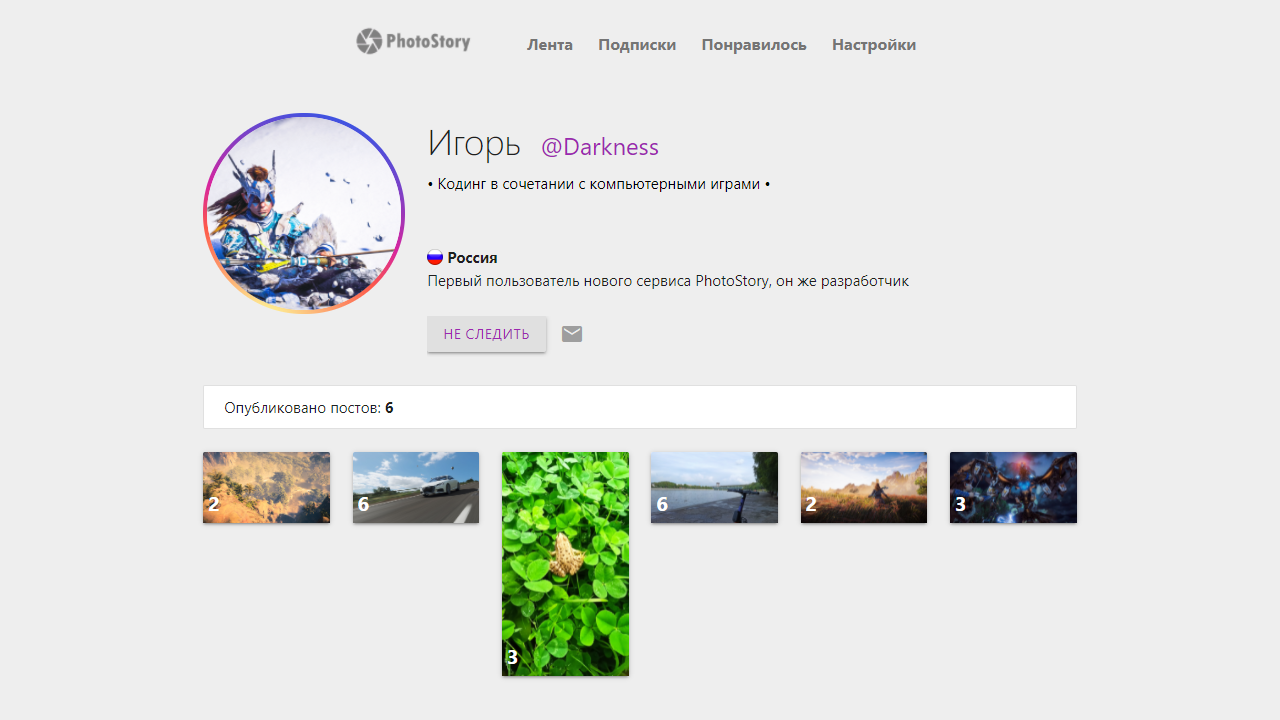 PhotoStory Лента Подписки Понравилось Настройки
Игорь @Darkness
• Кодинг в сочетании с компьютерными играми •
Россия
Первый пользователь нового сервиса PhotoStory, он же разработчик
НЕ СЛЕДИТЬ
Опубликовано постов: 6
2 6 6 2 3
3